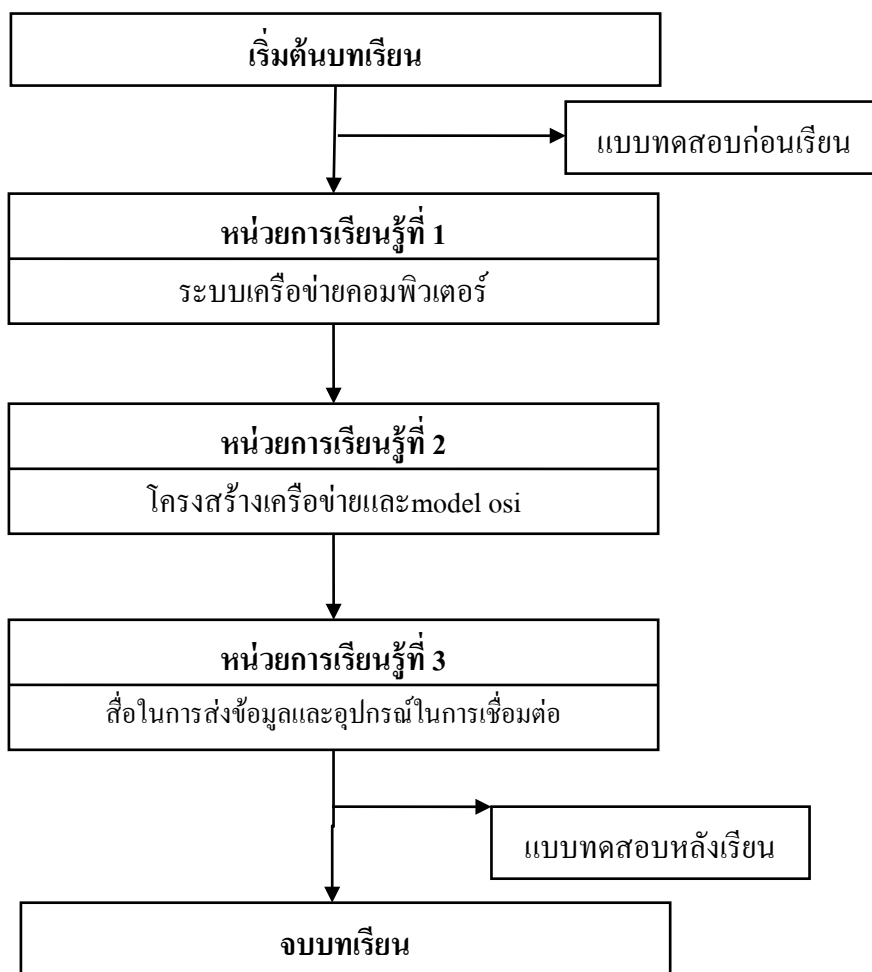 เริ่มต้นบทเรียน
แบบทดสอบก่อนเรียน
หน่วยการเรียนรู้ที่ 1
ระบบเครือข่ายคอมพิวเตอร์
หน่วยการเรียนรู้ที่ 2
โครงสร้างเครือข่ายและmodel osi
หน่วยการเรียนรู้ที่ 3
สื่อในการส่งข้อมูลและอุปกรณ์ในการเชื่อมต่อ
แบบทดสอบหลังเรียน
จบบทเรียน